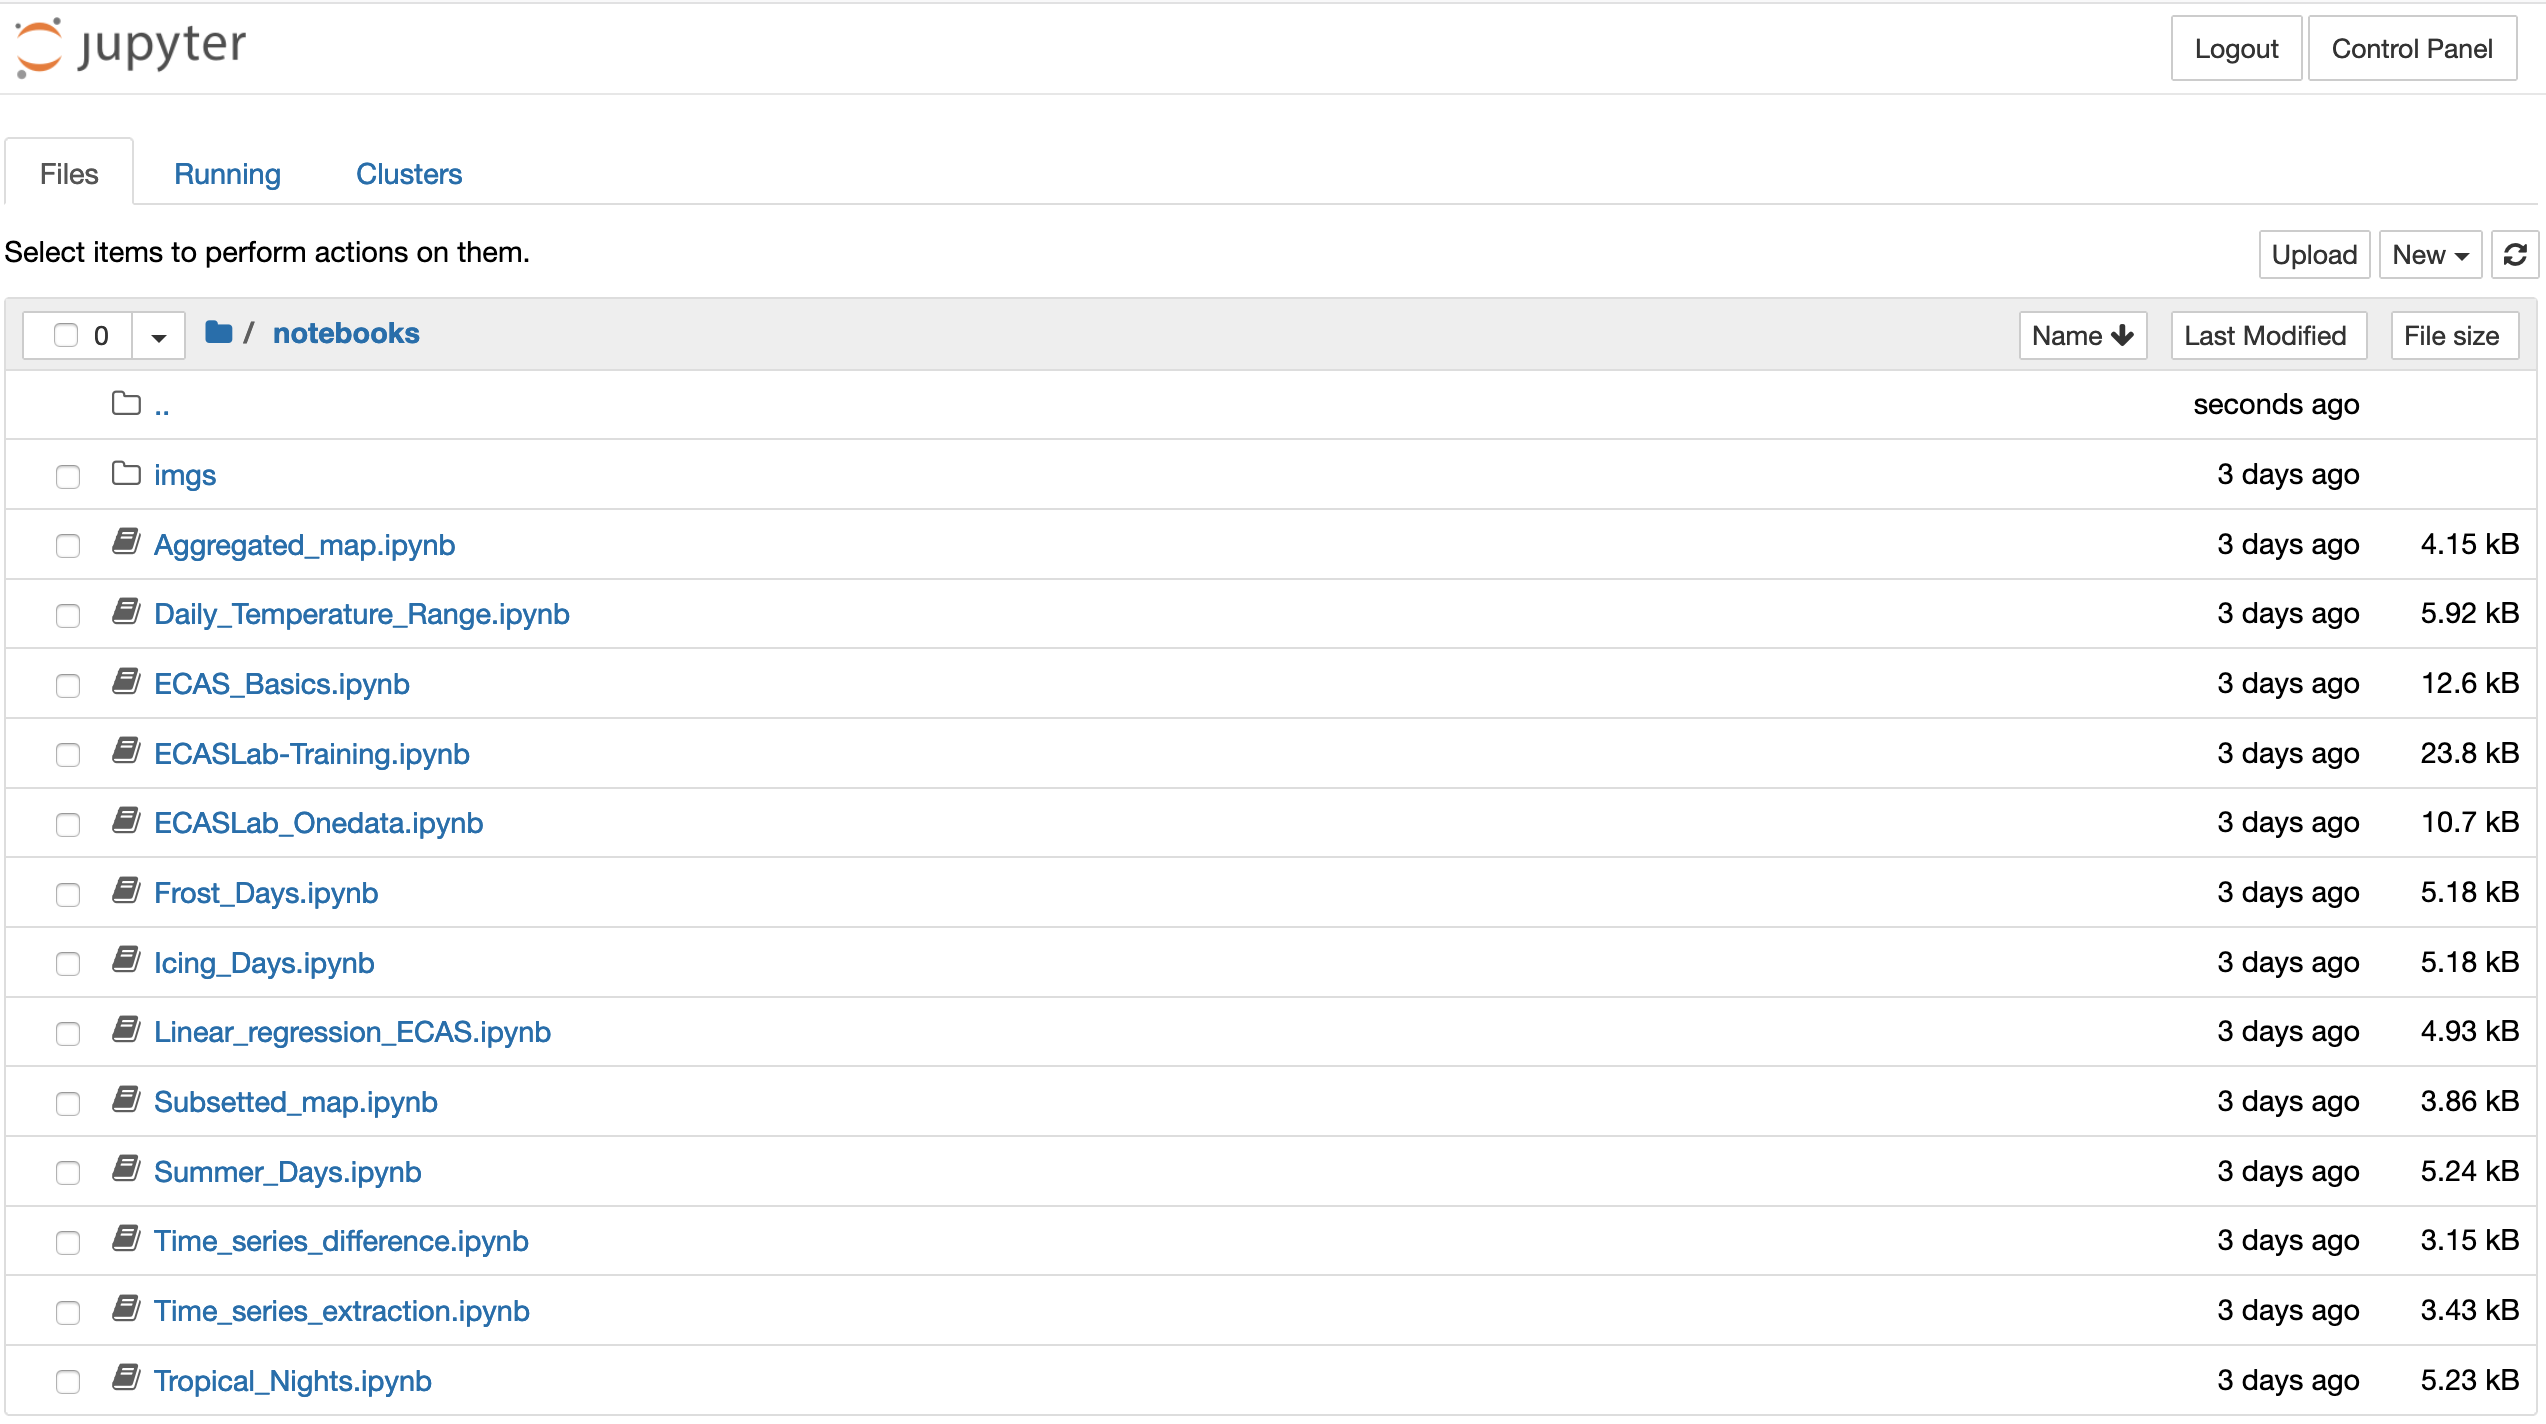 jupyter Logout Control Panel
Files Running Clusters
Select items to perform actions on them. Upload New
0 / notebooks Name Last Modified File size
.. seconds ago
imgs 3 days ago
Aggregated_map.ipynb 3 days ago 4.15 kB
Daily_Temperature_Range.ipynb 3 days ago 5.92 kB
ECAS_Basics.ipynb 3 days ago 12.6 kB
ECASLab-Training.ipynb 3 days ago 23.8 kB
ECASLab_Onedata.ipynb 3 days ago 10.7 kB
Frost_Days.ipynb 3 days ago 5.18 kB
Icing_Days.ipynb 3 days ago 5.18 kB
Linear_regression_ECAS.ipynb 3 days ago 4.93 kB
Subsetted_map.ipynb 3 days ago 3.86 kB
Summer_Days.ipynb 3 days ago 5.24 kB
Time_series_difference.ipynb 3 days ago 3.15 kB
Time_series_extraction.ipynb 3 days ago 3.43 kB
Tropical_Nights.ipynb 3 days ago 5.23 kB